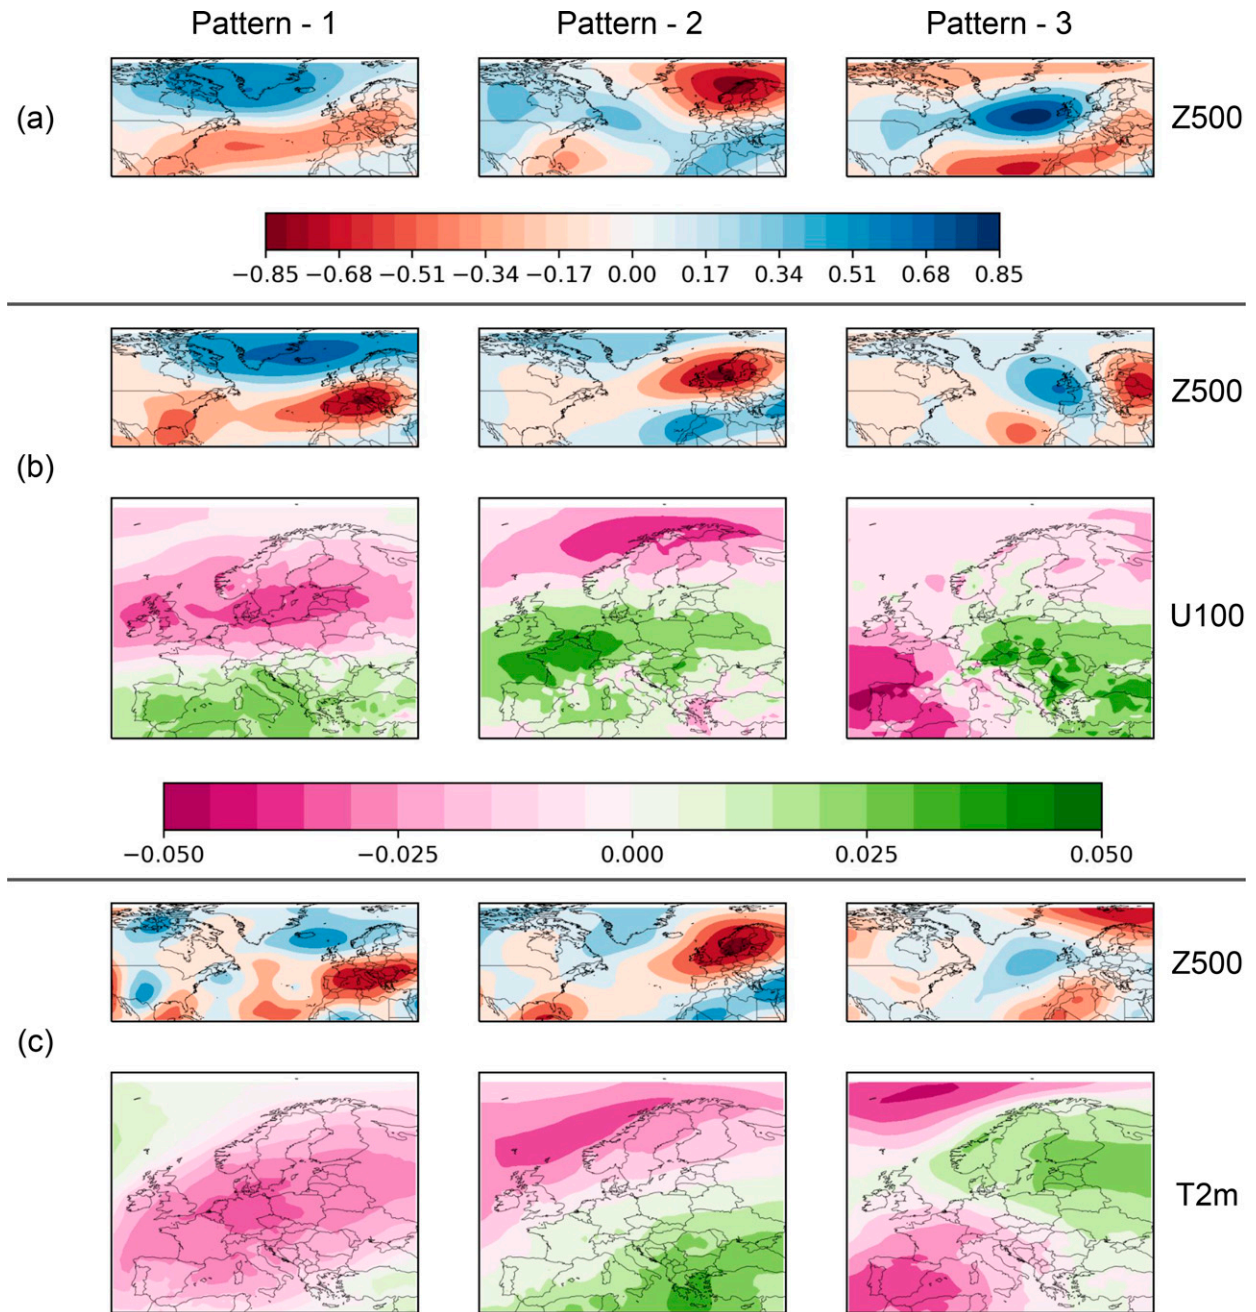 Pattern - 1 Pattern - 2 Pattern - 3
(a)
Z500
−0.85 −0.68 −0.51 −0.34 −0.17 0.00 0.17 0.34 0.51 0.68 0.85
Z500
(b)
U100
−0.050 −0.025 0.000 0.025 0.050
Z500
(c)
T2m